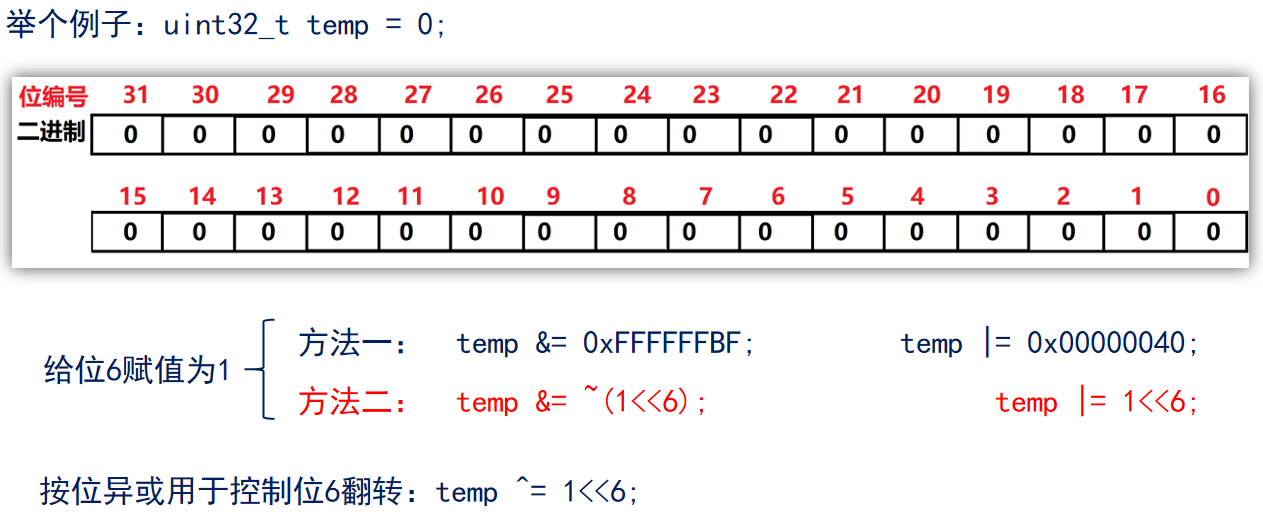 举个例子：uint32_t temp = 0;
位编号 31 30 29 28 27 26 25 24 23 22 21 20 19 18 17 16
二进制 0 0 0 0 0 0 0 0 0 0 0 0 0 0 0 0
15 14 13 12 11 10 9 8 7 6 5 4 3 2 1 0
0 0 0 0 0 0 0 0 0 0 0 0 0 0 0 0
给位6赋值为1
方法一： temp &= 0xFFFFFFBF; temp |= 0x00000040;
方法二： temp &= ~(1<<6); temp |= 1<<6;
按位异或用于控制位6翻转：temp ^= 1<<6;